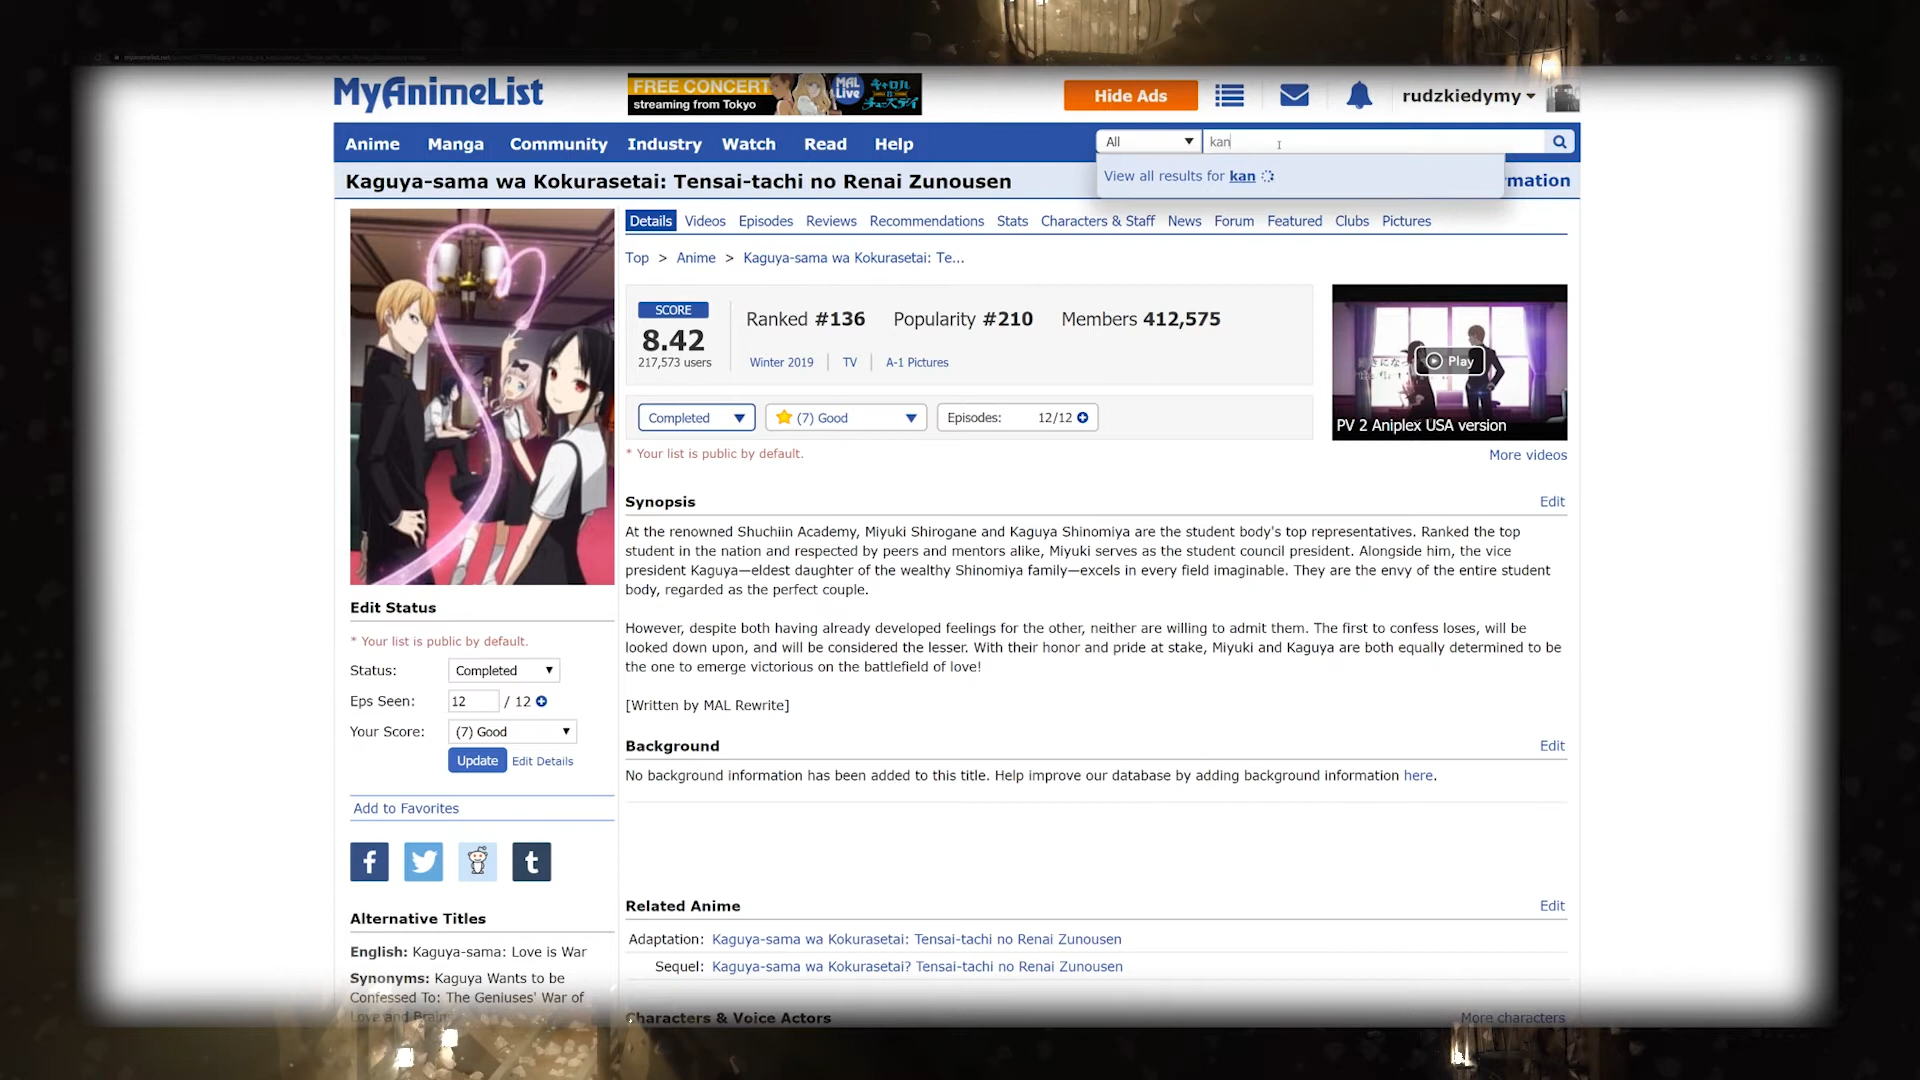 MyAnimeList
FREE CONCERT
streaming from Tokyo
MAL Live
Hide Ads
rudzkiedymy
Anime Manga Community Industry Watch Read Help
All
kan
View all results for kan
Kaguya-sama wa Kokurasetai: Tensai-tachi no Renai Zunousen
rmation
Details Videos Episodes Reviews Recommendations Stats Characters & Staff News Forum Featured Clubs Pictures
Top > Anime > Kaguya-sama wa Kokurasetai: Te...
SCORE
8.42
217,573 users
Ranked #136 Popularity #210 Members 412,575
Winter 2019 TV A-1 Pictures
Completed
(7) Good
Episodes: 12/12
Play
PV 2 Aniplex USA version
* Your list is public by default.
More videos
Synopsis
Edit
At the renowned Shuchiin Academy, Miyuki Shirogane and Kaguya Shinomiya are the student body's top representatives. Ranked the top
student in the nation and respected by peers and mentors alike, Miyuki serves as the student council president. Alongside him, the vice
president Kaguya—eldest daughter of the wealthy Shinomiya family—excels in every field imaginable. They are the envy of the entire student
body, regarded as the perfect couple.
However, despite both having already developed feelings for the other, neither are willing to admit them. The first to confess loses, will be
looked down upon, and will be considered the lesser. With their honor and pride at stake, Miyuki and Kaguya are both equally determined to be
the one to emerge victorious on the battlefield of love!
[Written by MAL Rewrite]
Background
Edit
No background information has been added to this title. Help improve our database by adding background information here.
Related Anime
Edit
Adaptation: Kaguya-sama wa Kokurasetai: Tensai-tachi no Renai Zunousen
Sequel: Kaguya-sama wa Kokurasetai? Tensai-tachi no Renai Zunousen
Characters & Voice Actors
More characters
Edit Status
* Your list is public by default.
Status: Completed
Eps Seen: 12 / 12
Your Score: (7) Good
Update Edit Details
Add to Favorites
Alternative Titles
English: Kaguya-sama: Love is War
Synonyms: Kaguya Wants to be
Confessed To: The Geniuses' War of
Love and Brain